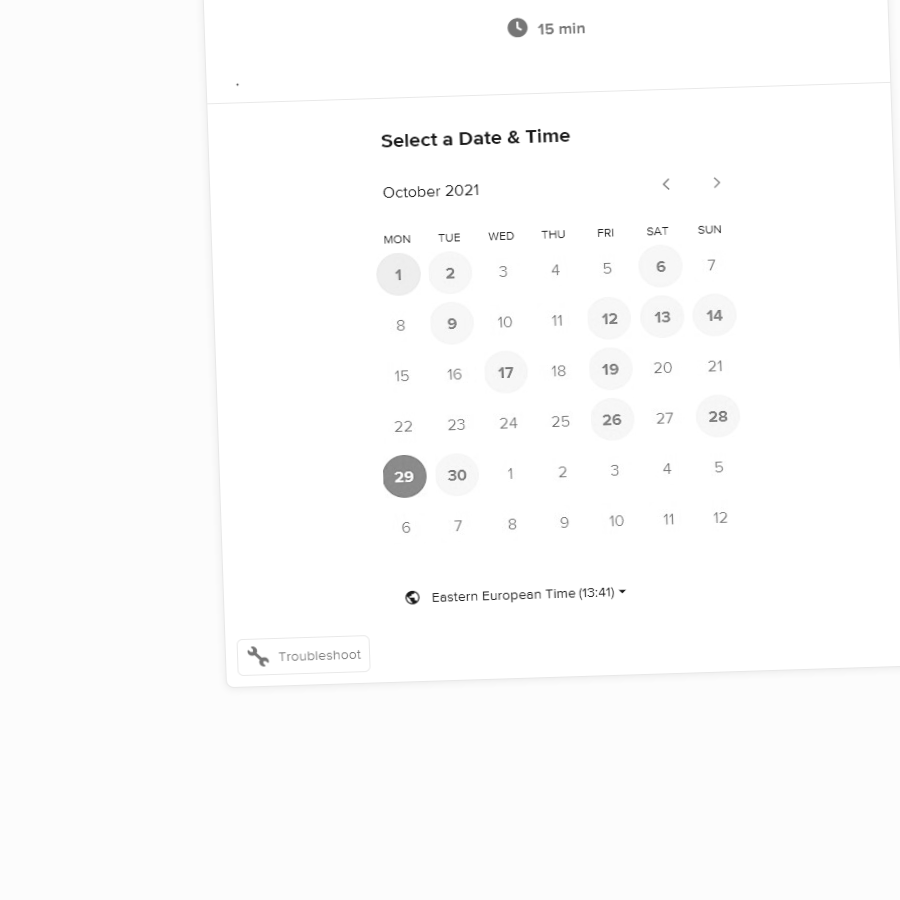 15 min
.
Select a Date & Time
October 2021
MON TUE WED THU FRI SAT SUN
1 2 3 4 5 6 7
8 9 10 11 12 13 14
15 16 17 18 19 20 21
22 23 24 25 26 27 28
29 30 1 2 3 4 5
6 7 8 9 10 11 12
Eastern European Time (13:41)
Troubleshoot